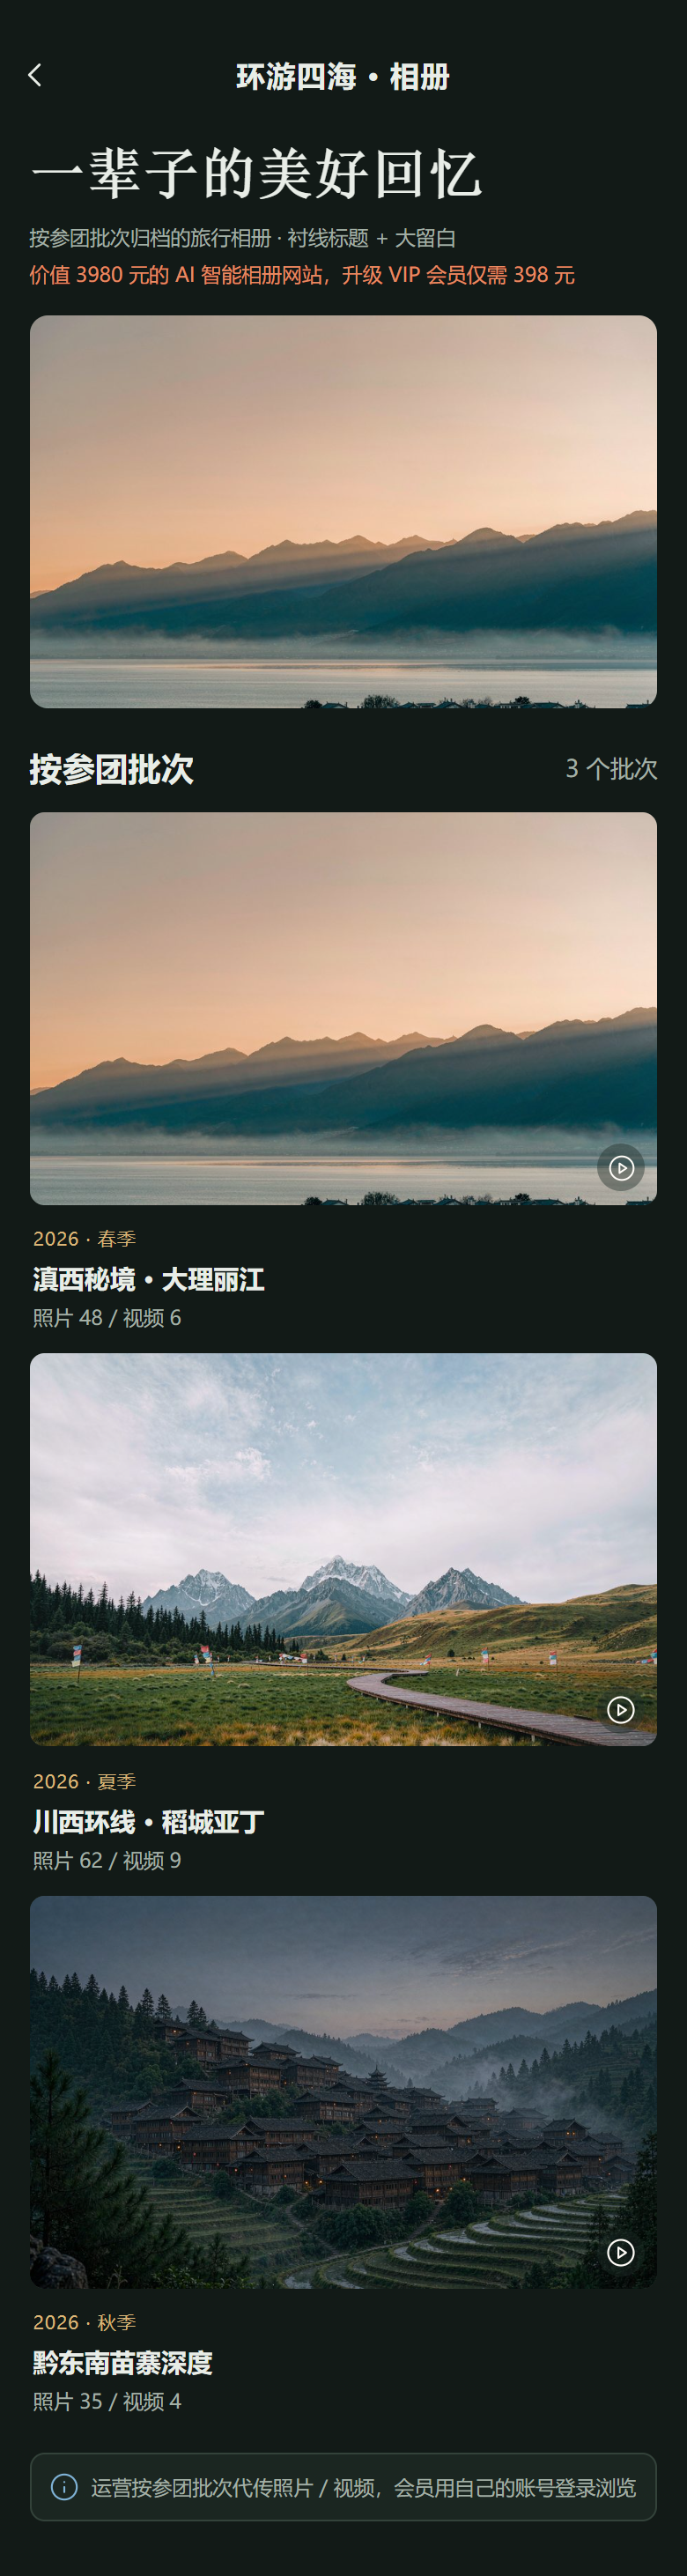 环游四海 • 相册
一辈子的美好回忆
按参团批次归档的旅行相册 · 衬线标题 + 大留白
价值 3980 元的 AI 智能相册网站，升级 VIP 会员仅需 398 元
按参团批次
3 个批次
2026 · 春季
滇西秘境 • 大理丽江
照片 48 / 视频 6
2026 · 夏季
川西环线 • 稻城亚丁
照片 62 / 视频 9
2026 · 秋季
黔东南苗寨深度
照片 35 / 视频 4
运营按参团批次代传照片 / 视频，会员用自己的账号登录浏览